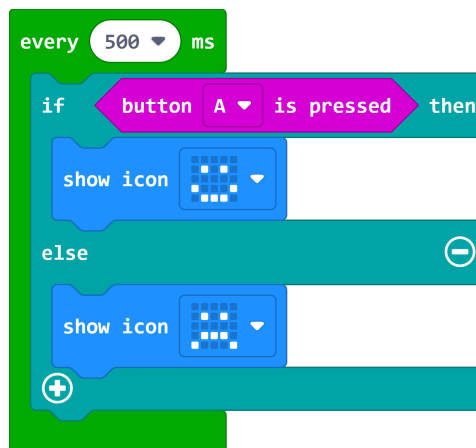 every 500 ms
if button A is pressed then
show icon
else
show icon